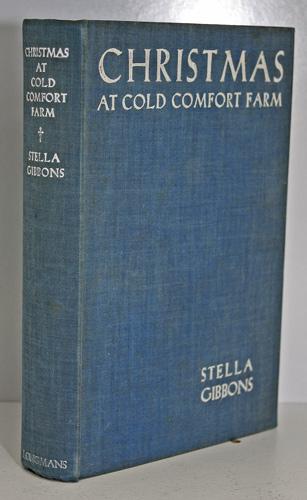 CHRISTMAS
AT
COLD
COMFORT
FARM
†
STELLA
GIBBONS
LONGMANS
CHRISTMAS
AT COLD COMFORT FARM
STELLA
GIBBONS